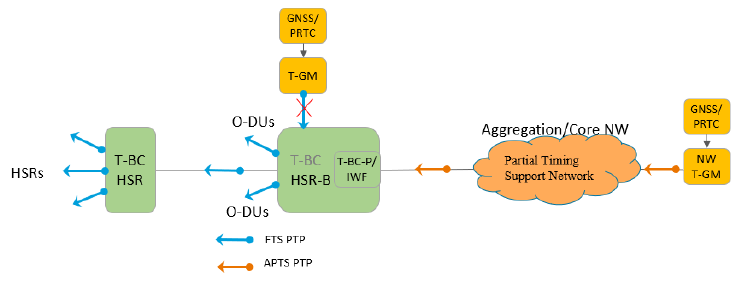 GNSS/
PRTC
T-GM
O-DUs
Aggregation/Core NW
GNSS/
PRTC
T-BC
HSR
T-BC
HSR-B
T-BC-P/
IWF
Partial Timing
Support Network
NW
T-GM
HSRs
O-DUs
FTS PTP
APTS PTP